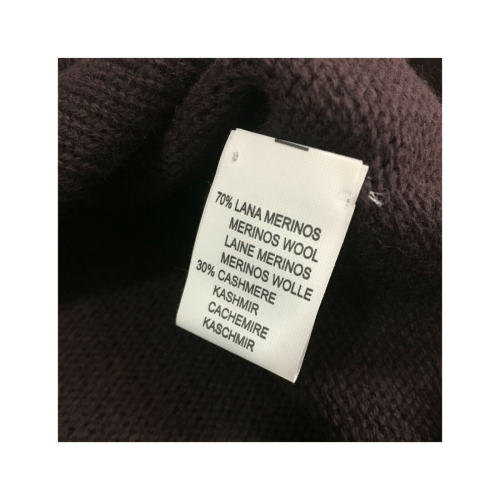 70% LANA MERINOS
MERINOS WOOL
LAINE MERINOS
MERINOS WOLLE
30% CASHMERE
KASHMIR
CACHEMIRE
KASCHMIR